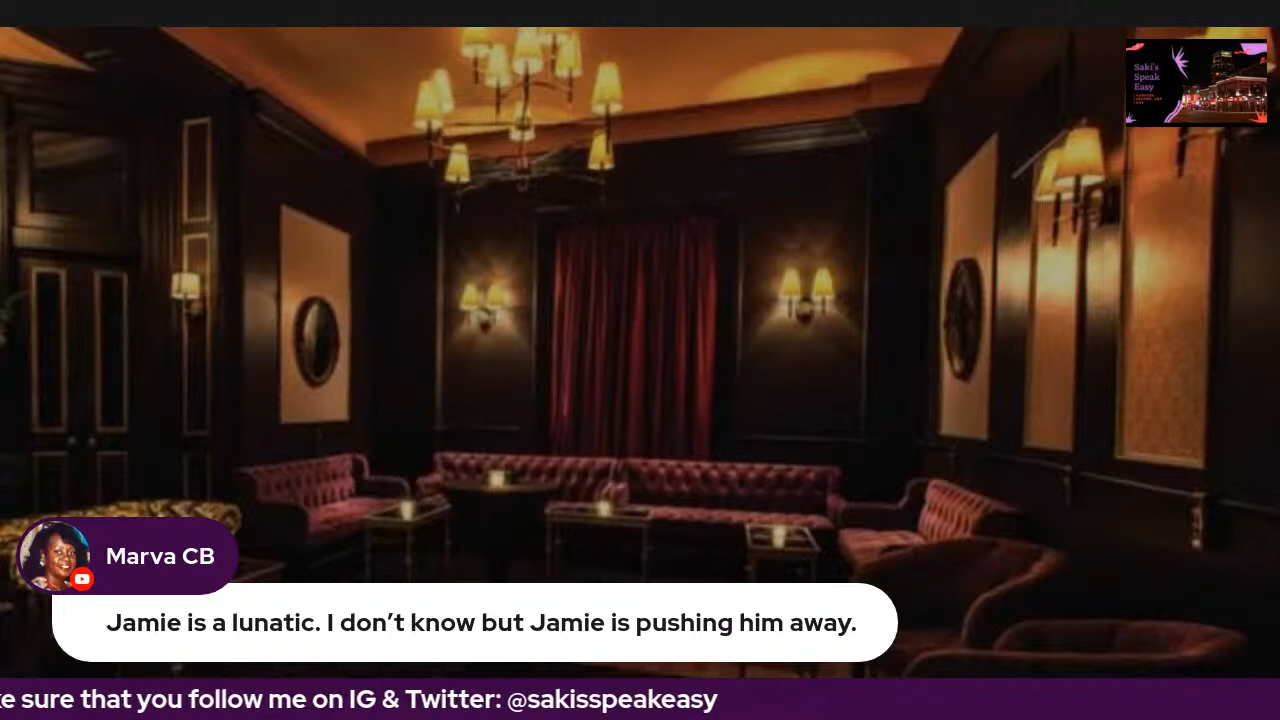 Saki's
Speak
Easy
Marva CB
Jamie is a lunatic. I don’t know but Jamie is pushing him away.
ke sure that you follow me on IG & Twitter: @sakisspeakeasy